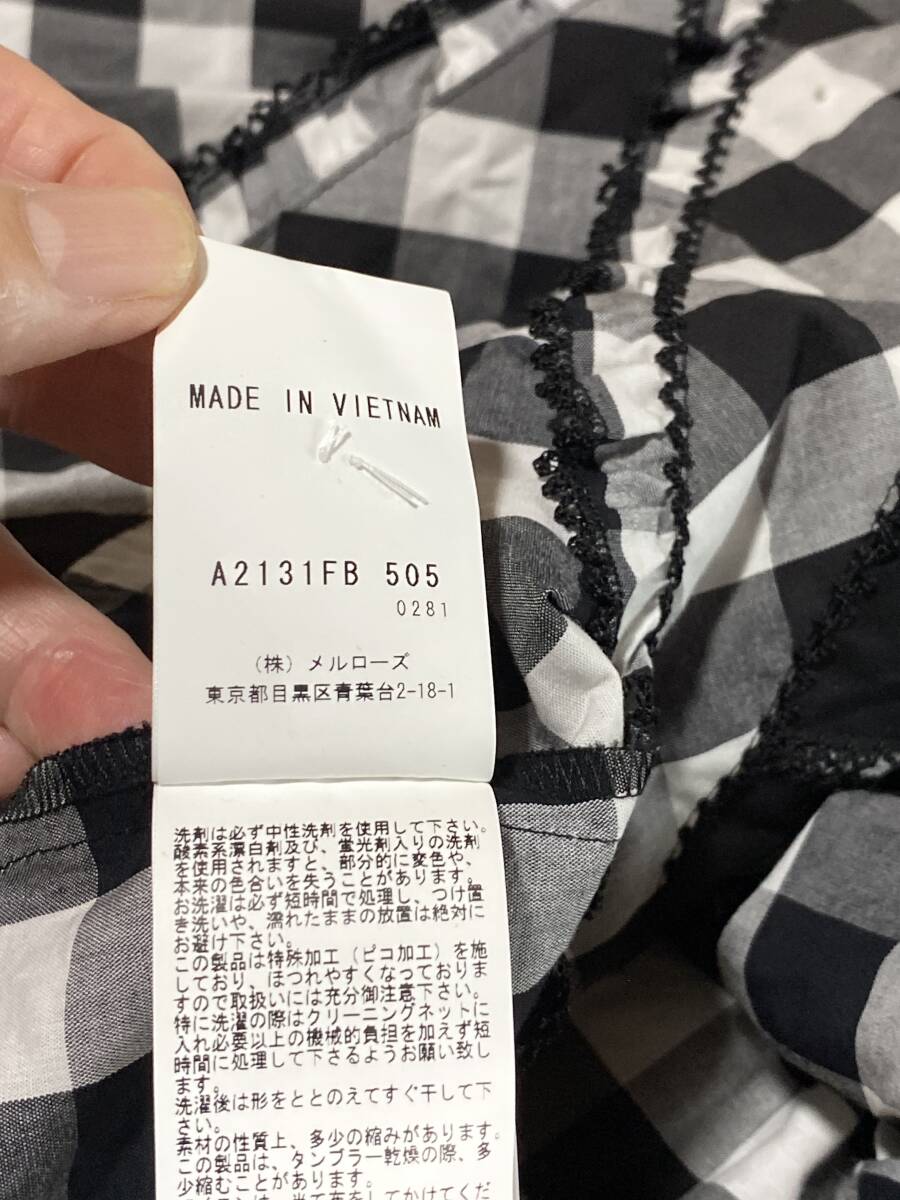 MADE IN VIETNAM
A2131FB 505
0281
(株) メルローズ
東京都目黒区青葉台2-18-1
洗剤は必ず中性洗剤を使用して下さい。
酸素系漂白剤及び、蛍光剤入りの洗剤
を使用されますと、部分的に変色や、
本来の色合いを失うことがあります。
お洗濯は必ず短時間で処理し、つけ置
き洗いや、濡れたままの放置は絶対に
お避け下さい。
この製品は特殊加工(ピコ加工)を施
しており、ほつれやすくなっておりま
すので取扱いには充分御注意下さい。
特に洗濯の際はクリーニングネットに
入れ必要以上の機械的負担を加えず短
時間に処理して下さるようお願い致し
ます。
洗濯後は形をととのえてすぐ干して下
さい。
素材の性質上、多少の縮みがあります。
この製品は、タンブラー乾燥の際、多
少縮むことがあります。
は、当て布をしてかけてくだ